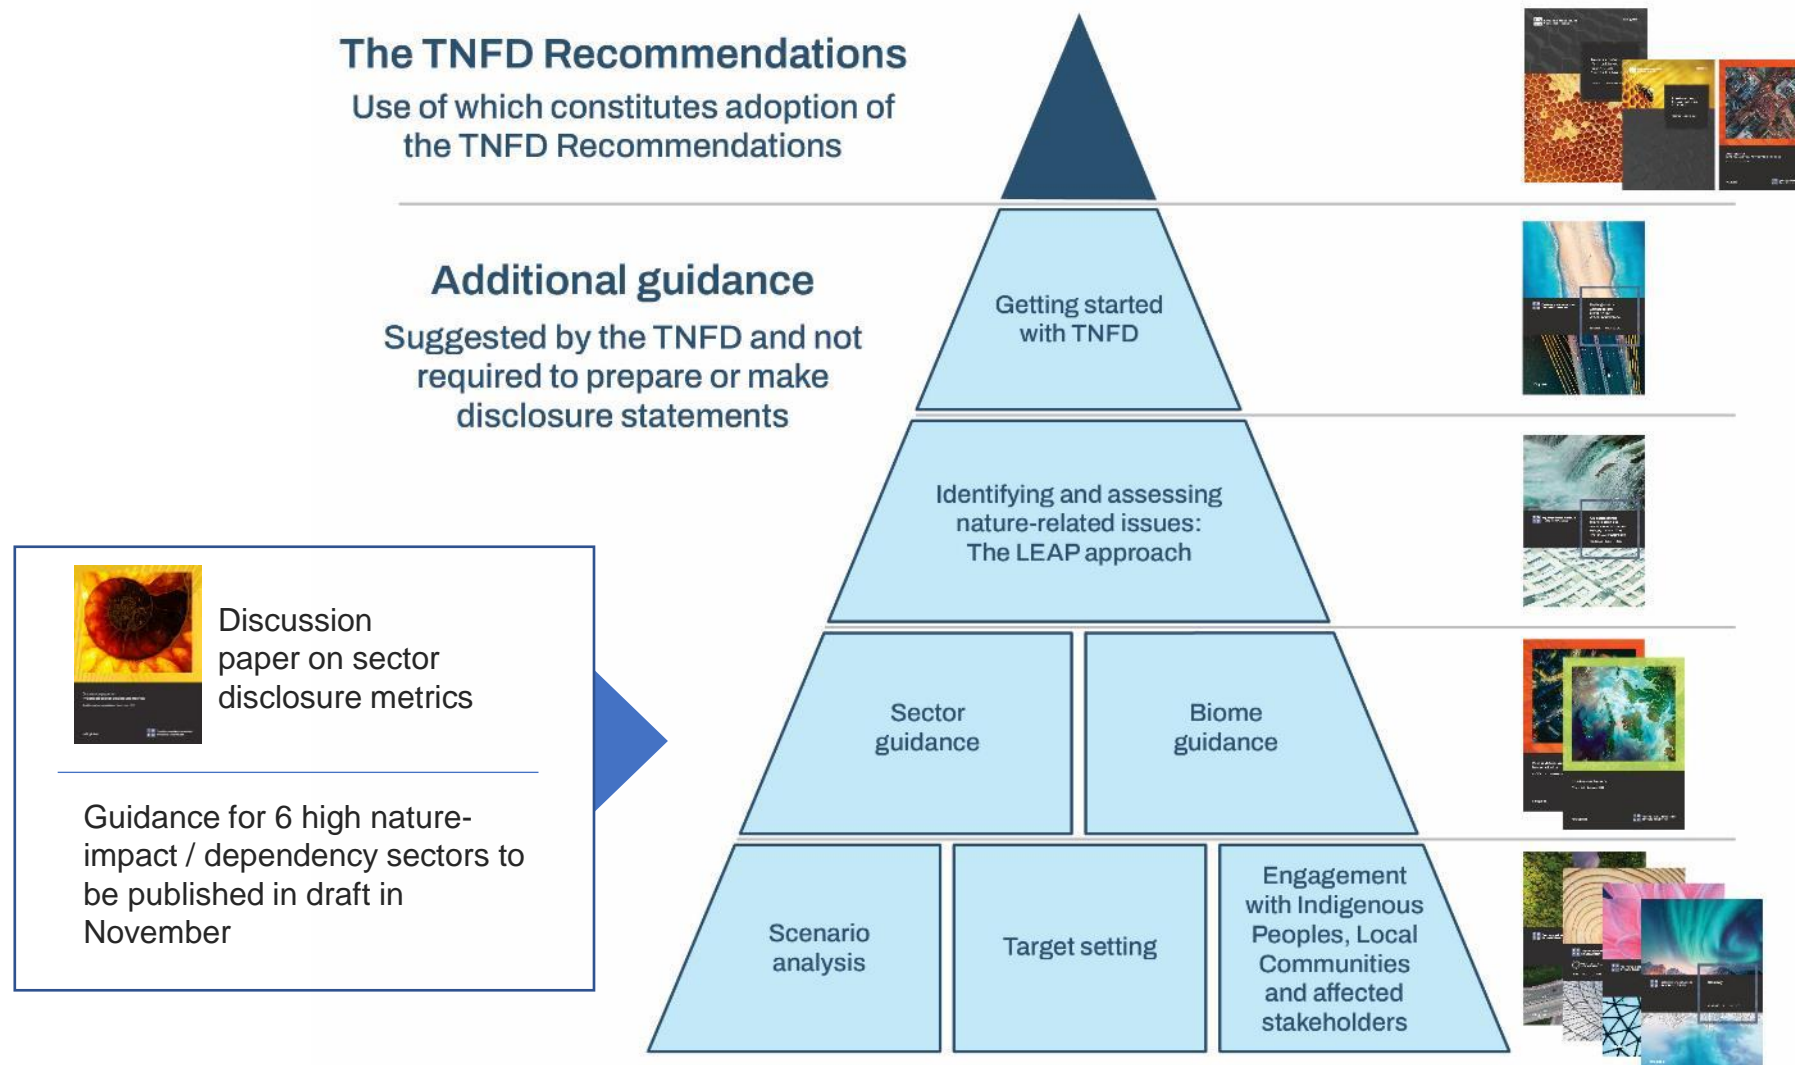 The TNFD Recommendations
Use of which constitutes adoption of
the TNFD Recommendations
Additional guidance
Suggested by the TNFD and not
required to prepare or make
disclosure statements
Getting started
with TNFD
Identifying and assessing
nature-related issues:
The LEAP approach
Discussion
paper on sector
disclosure metrics
Guidance for 6 high nature-
impact / dependency sectors to
be published in draft in
November
Sector
guidance
Biome
guidance
Scenario
analysis
Target setting
Engagement
with Indigenous
Peoples, Local
Communities
and affected
stakeholders